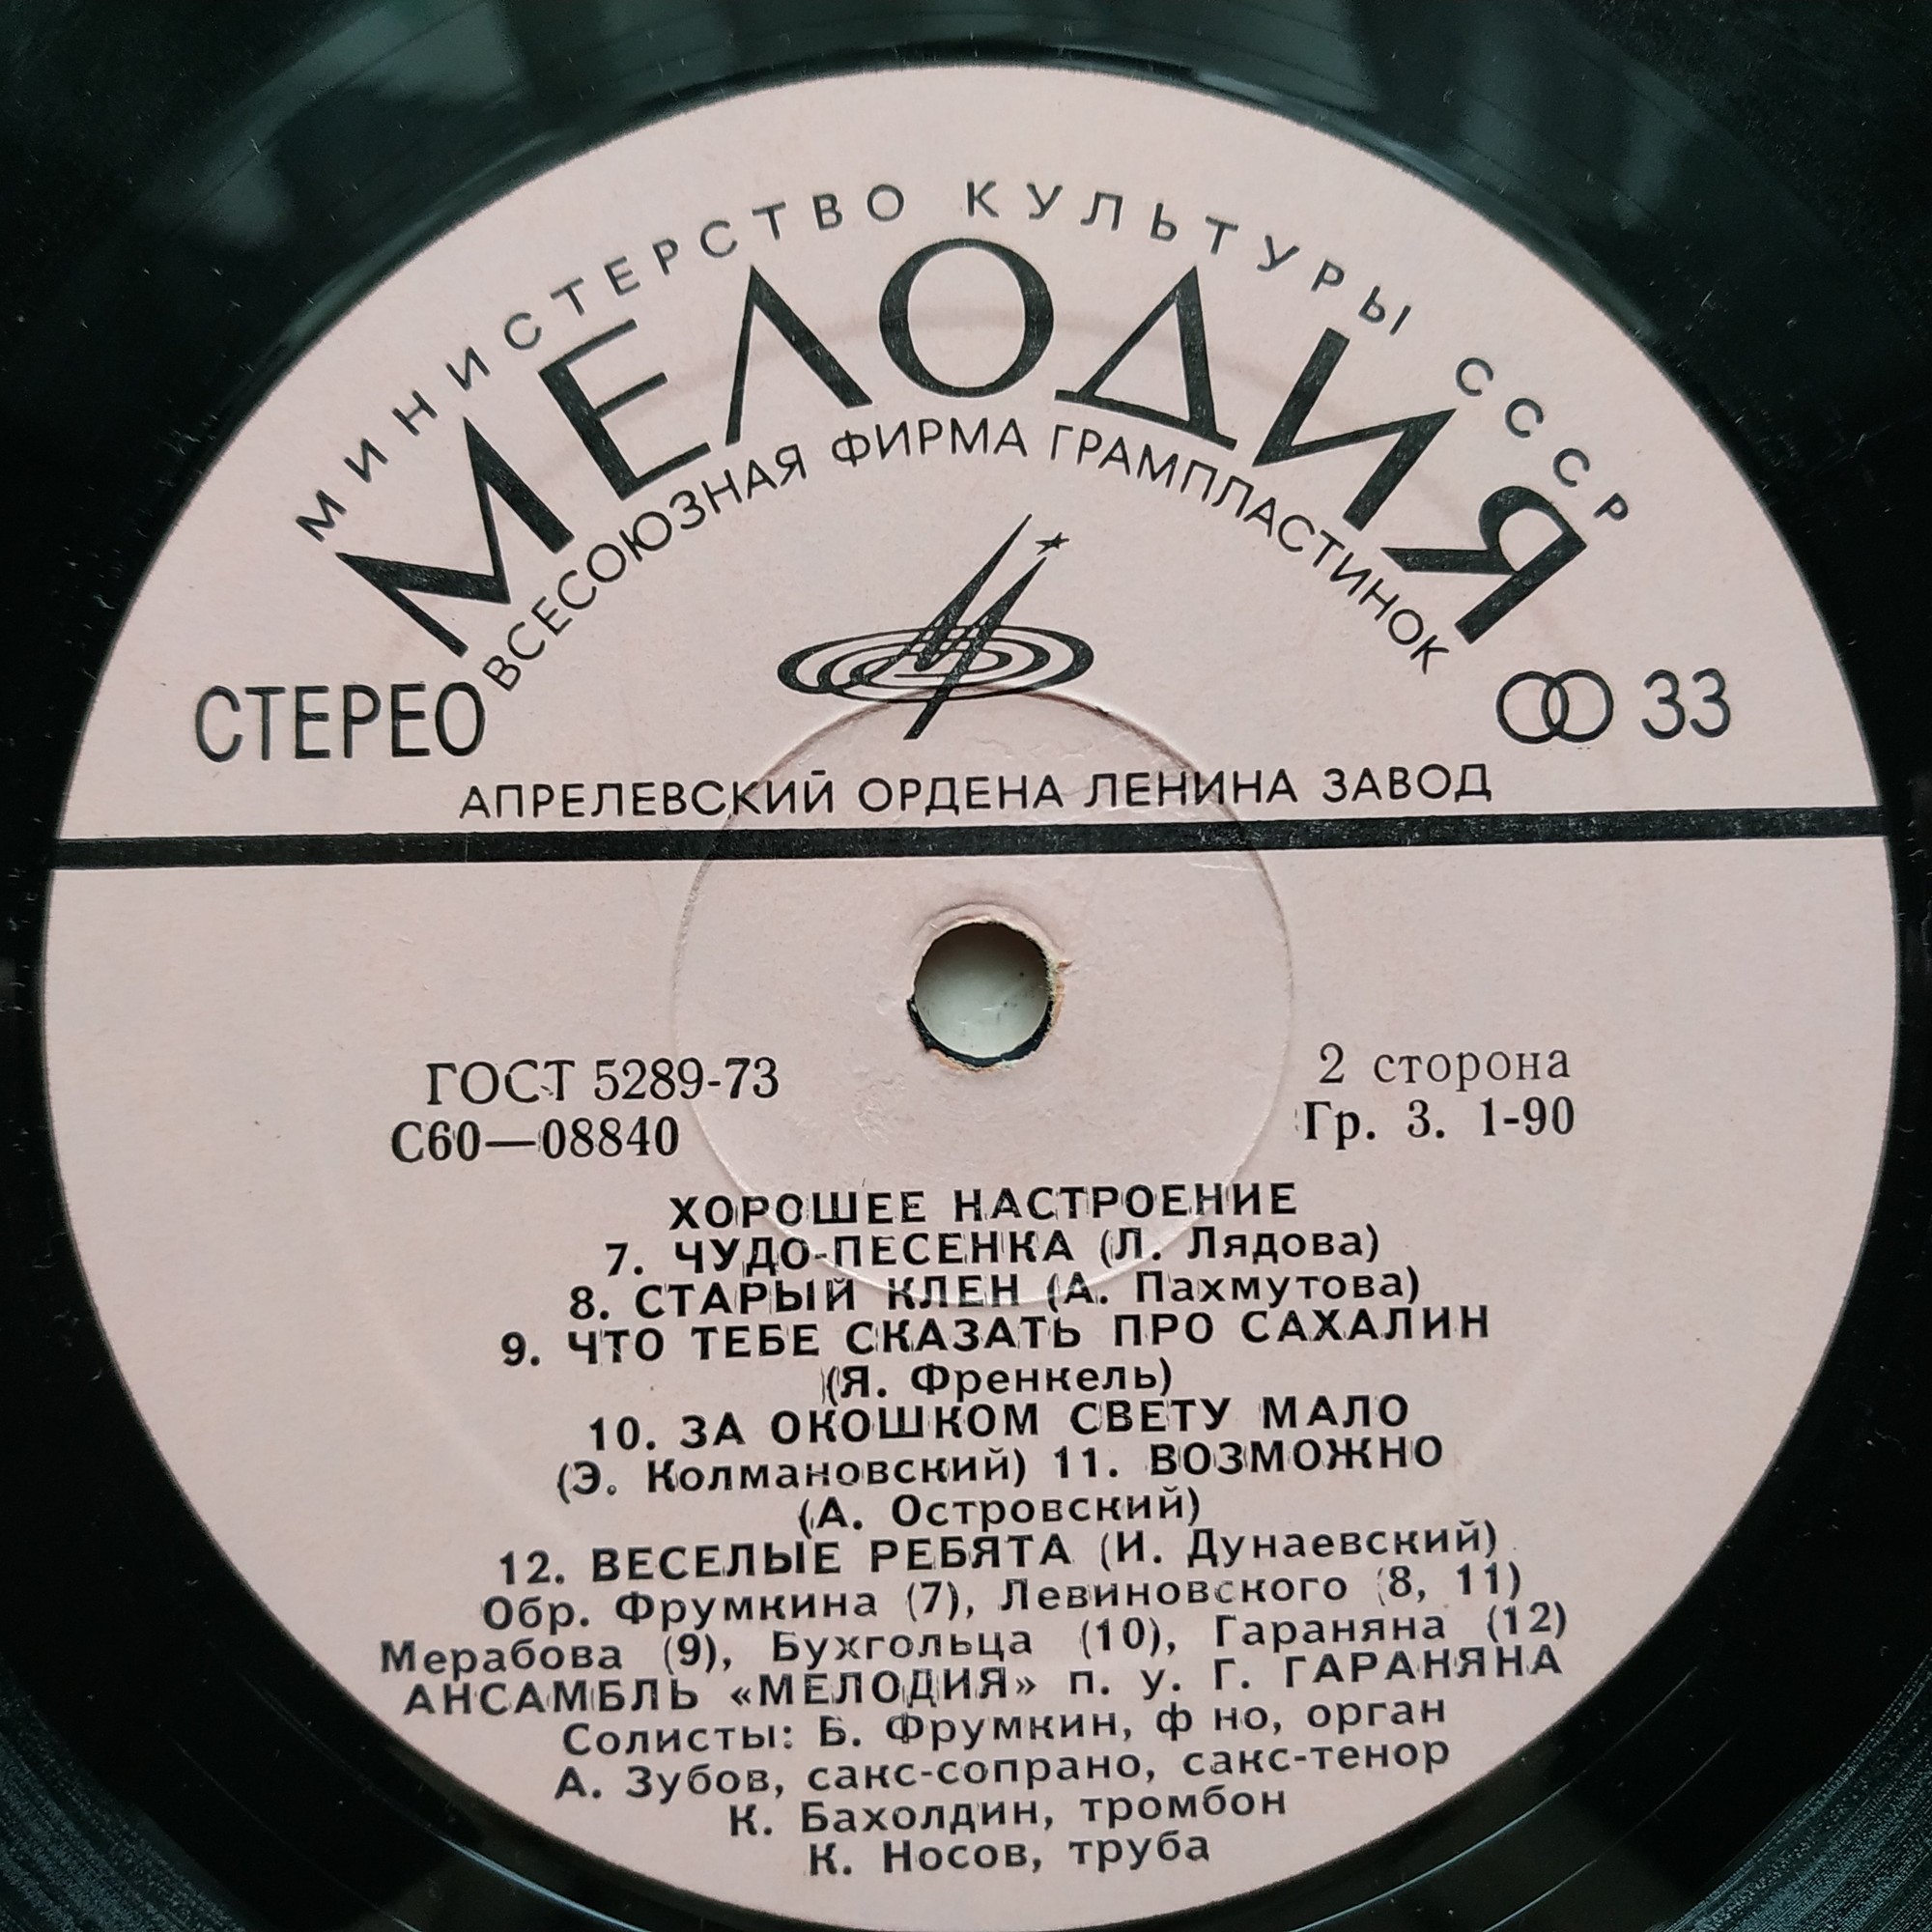 МИНИСТЕРСТВО КУЛЬТУРЫ СССР
МЕЛОДИЯ
ВСЕСОЮЗНАЯ ФИРМА ГРАМПЛАСТИНОК
СТЕРЕО
33
АПРЕЛЕВСКИЙ ОРДЕНА ЛЕНИНА ЗАВОД
ГОСТ 5289-73
С60—08840
2 сторона
Гр. 3. 1-90
ХОРОШЕЕ НАСТРОЕНИЕ
7. ЧУДО-ПЕСЕНКА (Л. Лядова)
8. СТАРЫЙ КЛЕН (А. Пахмутова)
9. ЧТО ТЕБЕ СКАЗАТЬ ПРО САХАЛИН
(Я. Френкель)
10. ЗА ОКОШКОМ СВЕТУ МАЛО
(Э. Колмановский) 11. ВОЗМОЖНО
(А. Островский)
12. ВЕСЕЛЫЕ РЕБЯТА (И. Дунаевский)
Обр. Фрумкина (7), Левиновского (8, 11)
Мерабова (9), Бухгольца (10), Гараняна (12)
АНСАМБЛЬ «МЕЛОДИЯ» п. у. Г. ГАРАНЯНА
Солисты: Б. Фрумкин, ф но, орган
А. Зубов, сакс-сопрано, сакс-тенор
К. Бахолдин, тромбон
К. Носов, труба